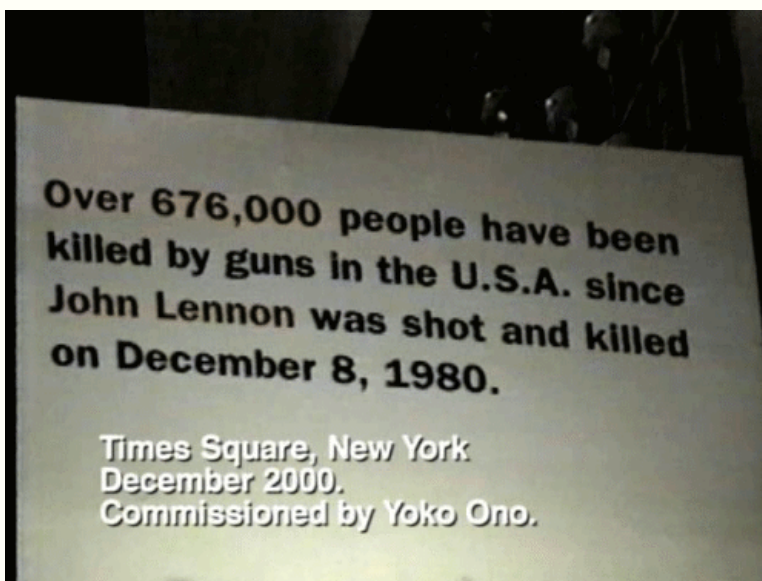 Over 676,000 people have been
killed by guns in the U.S.A. since
John Lennon was shot and killed
on December 8, 1980.
Times Square, New York
December 2000.
Commissioned by Yoko Ono.